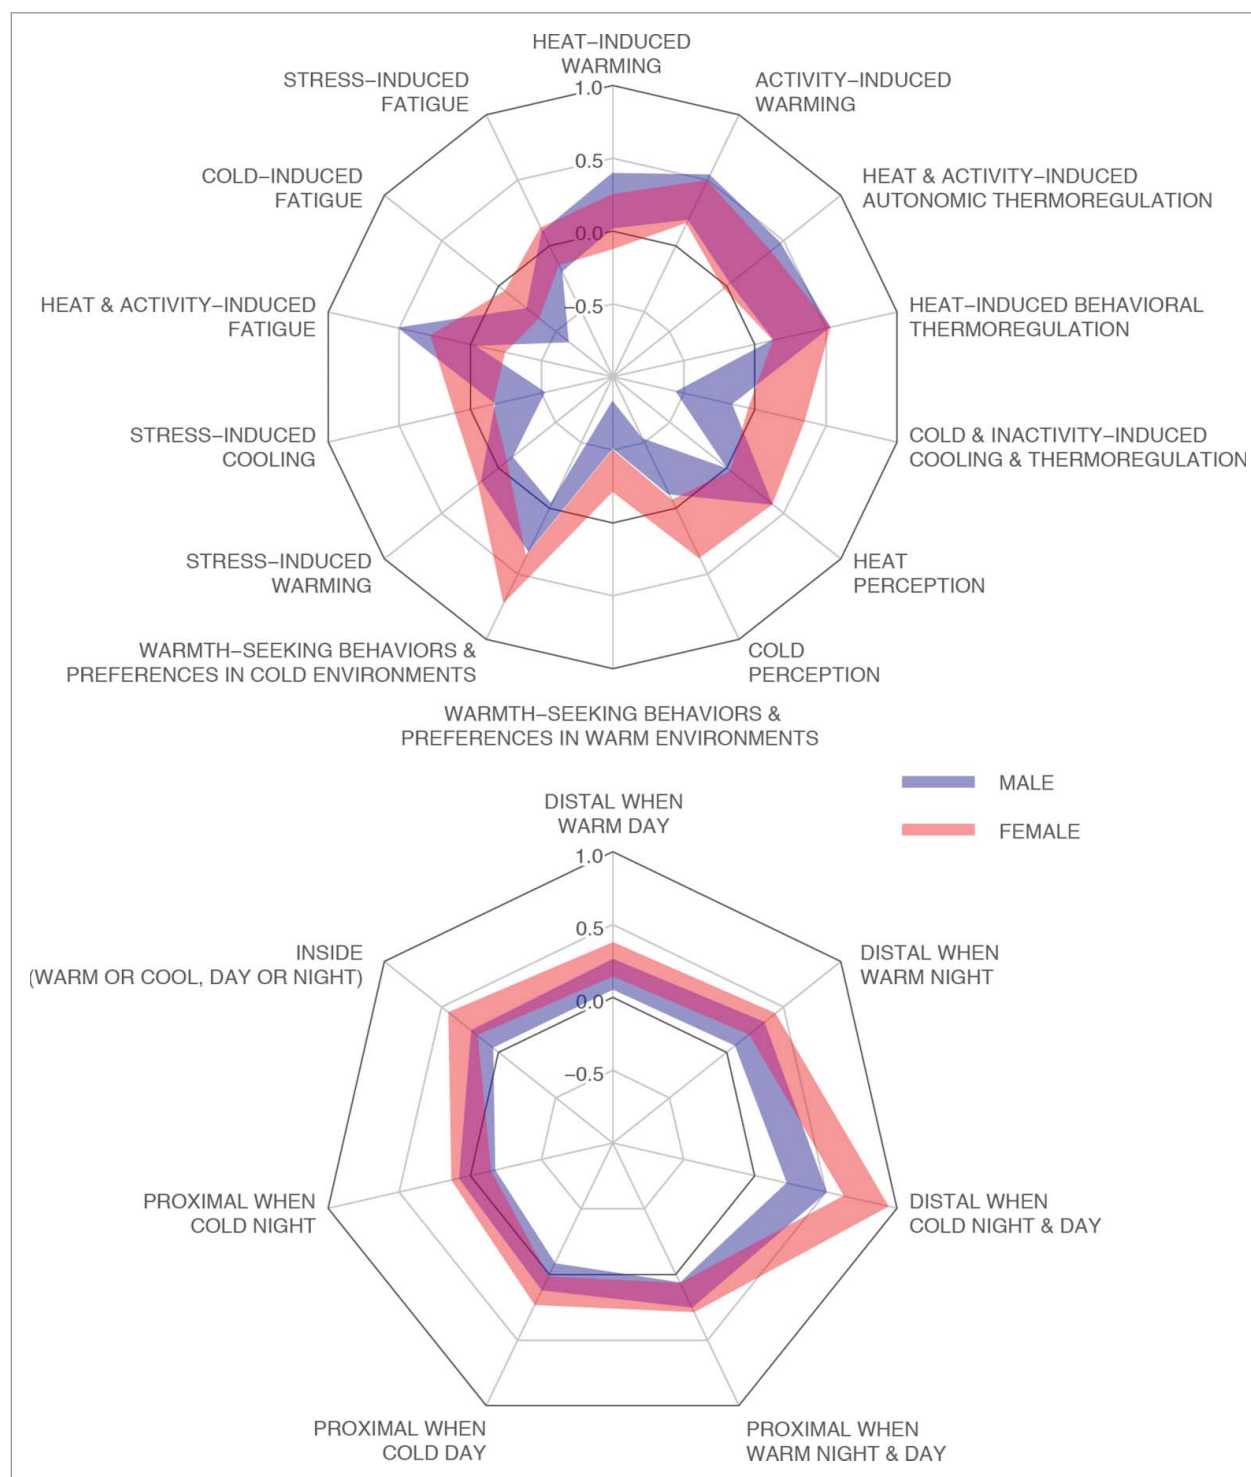 HEAT–INDUCED
WARMING
STRESS–INDUCED
FATIGUE
ACTIVITY–INDUCED
WARMING
1.0
0.5
0.0
–0.5
COLD–INDUCED
FATIGUE
HEAT & ACTIVITY–INDUCED
AUTONOMIC THERMOREGULATION
HEAT & ACTIVITY–INDUCED
FATIGUE
HEAT–INDUCED BEHAVIORAL
THERMOREGULATION
STRESS–INDUCED
COOLING
COLD & INACTIVITY–INDUCED
COOLING & THERMOREGULATION
STRESS–INDUCED
WARMING
HEAT
PERCEPTION
WARMTH–SEEKING BEHAVIORS &
PREFERENCES IN COLD ENVIRONMENTS
COLD
PERCEPTION
WARMTH–SEEKING BEHAVIORS &
PREFERENCES IN WARM ENVIRONMENTS
MALE
FEMALE
DISTAL WHEN
WARM DAY
1.0
0.5
0.0
–0.5
INSIDE
(WARM OR COOL, DAY OR NIGHT)
DISTAL WHEN
WARM NIGHT
PROXIMAL WHEN
COLD NIGHT
DISTAL WHEN
COLD NIGHT & DAY
PROXIMAL WHEN
COLD DAY
PROXIMAL WHEN
WARM NIGHT & DAY